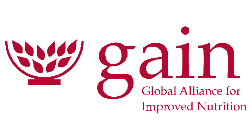 gain
Global Alliance for
Improved Nutrition